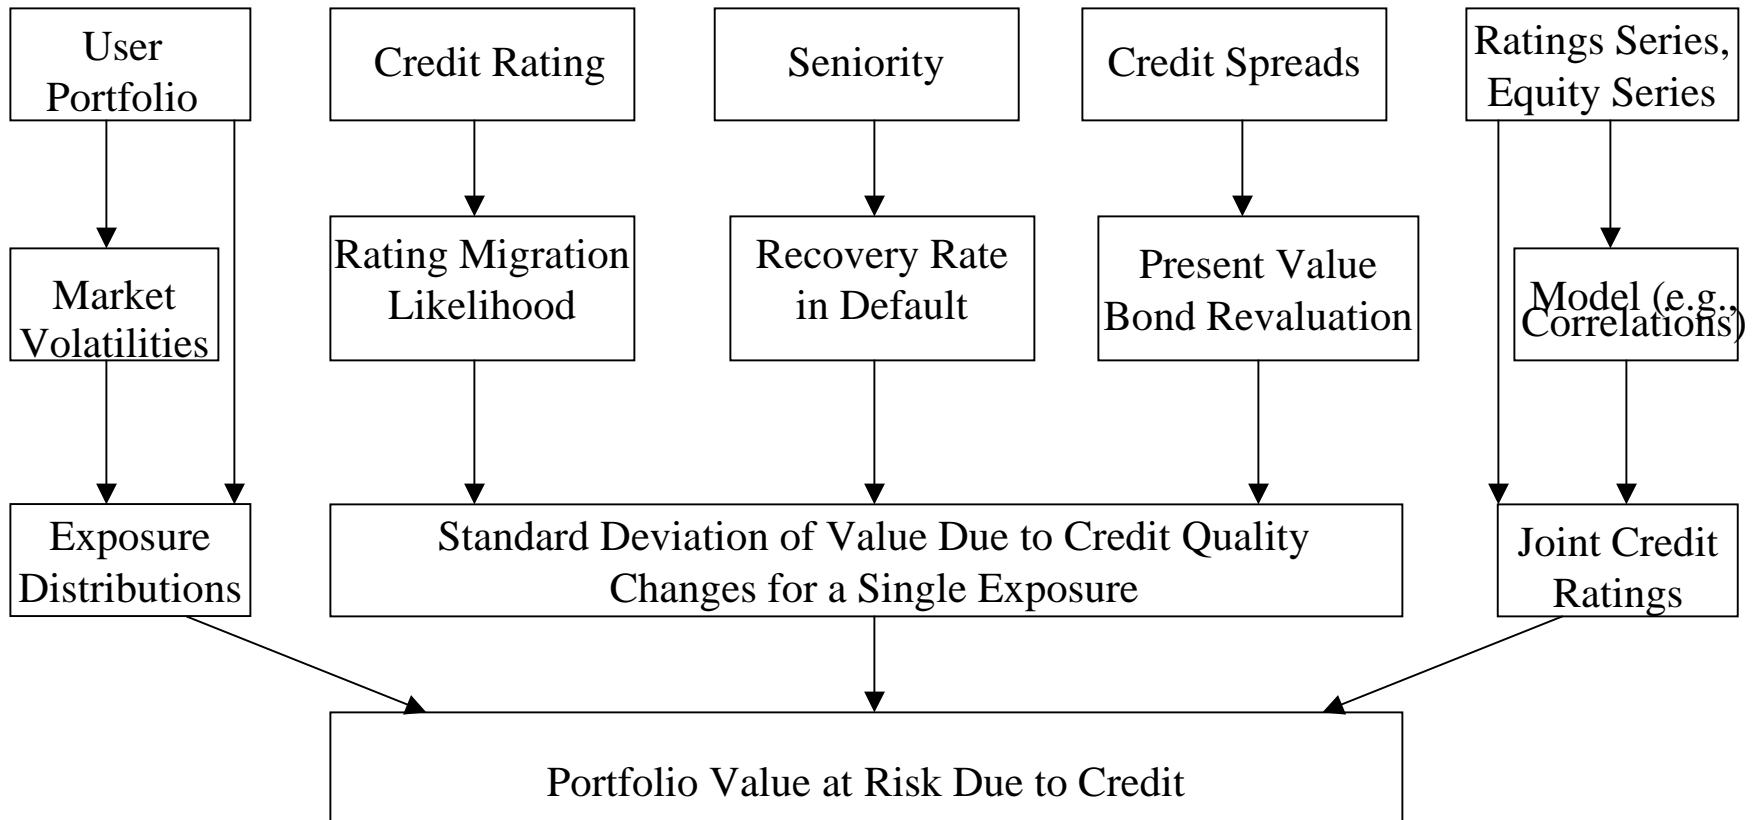 User
Portfolio
Credit Rating
Seniority
Credit Spreads
Ratings Series,
Equity Series
Market
Volatilities
Rating Migration
Likelihood
Recovery Rate
in Default
Present Value
Bond Revaluation
Model (e.g.,
Correlations)
Exposure
Distributions
Standard Deviation of Value Due to Credit Quality
Changes for a Single Exposure
Joint Credit
Ratings
Portfolio Value at Risk Due to Credit